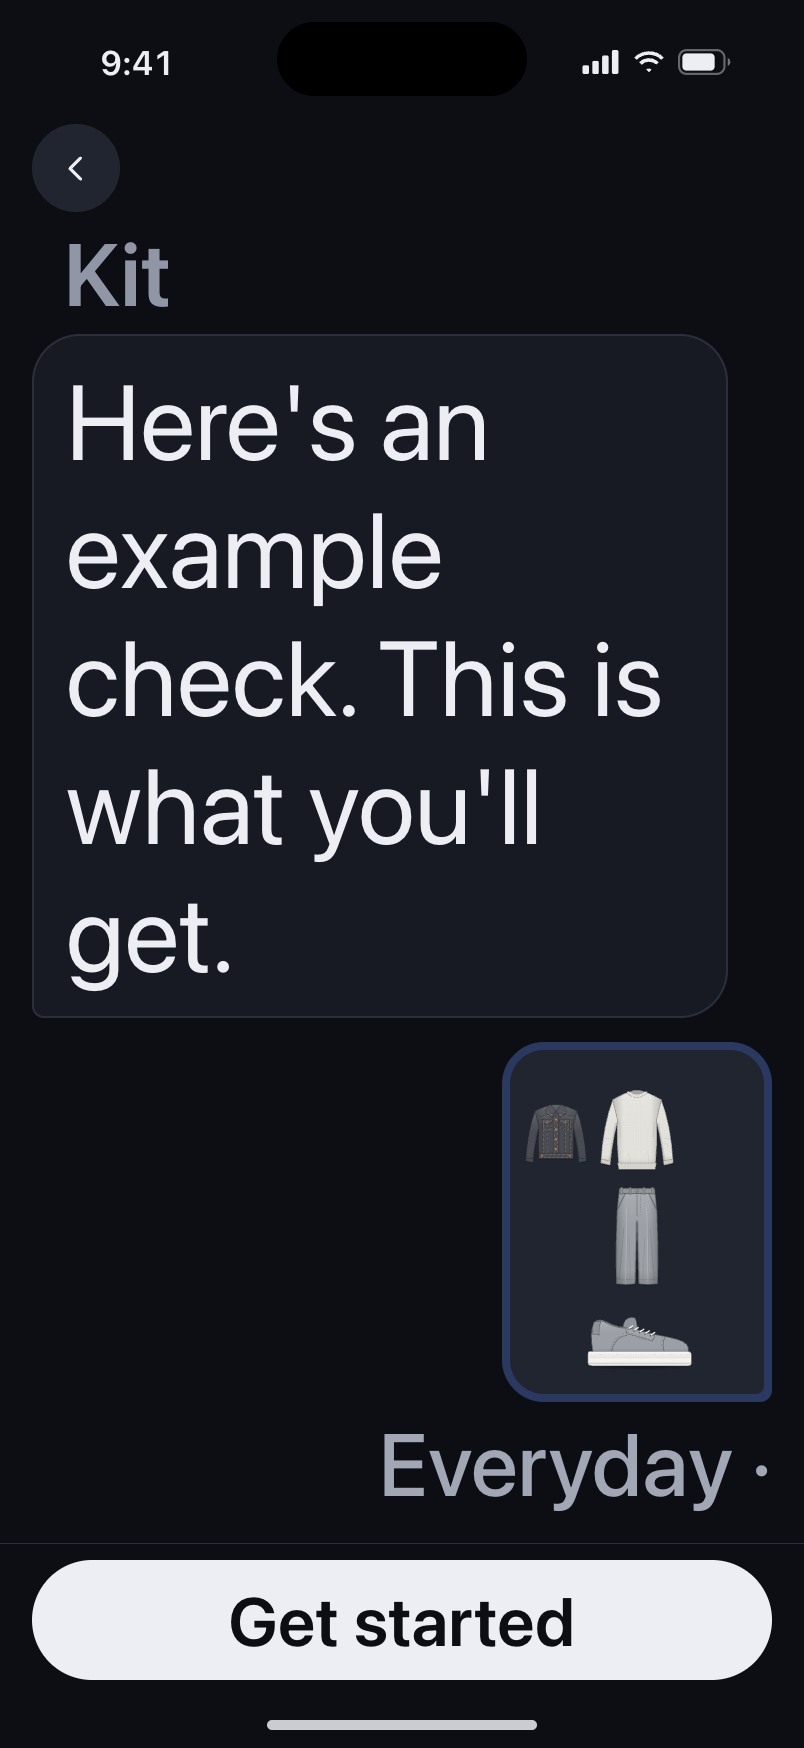 9:41
Kit
Here's an
example
check. This is
what you'll
get.
Everyday ·
Get started